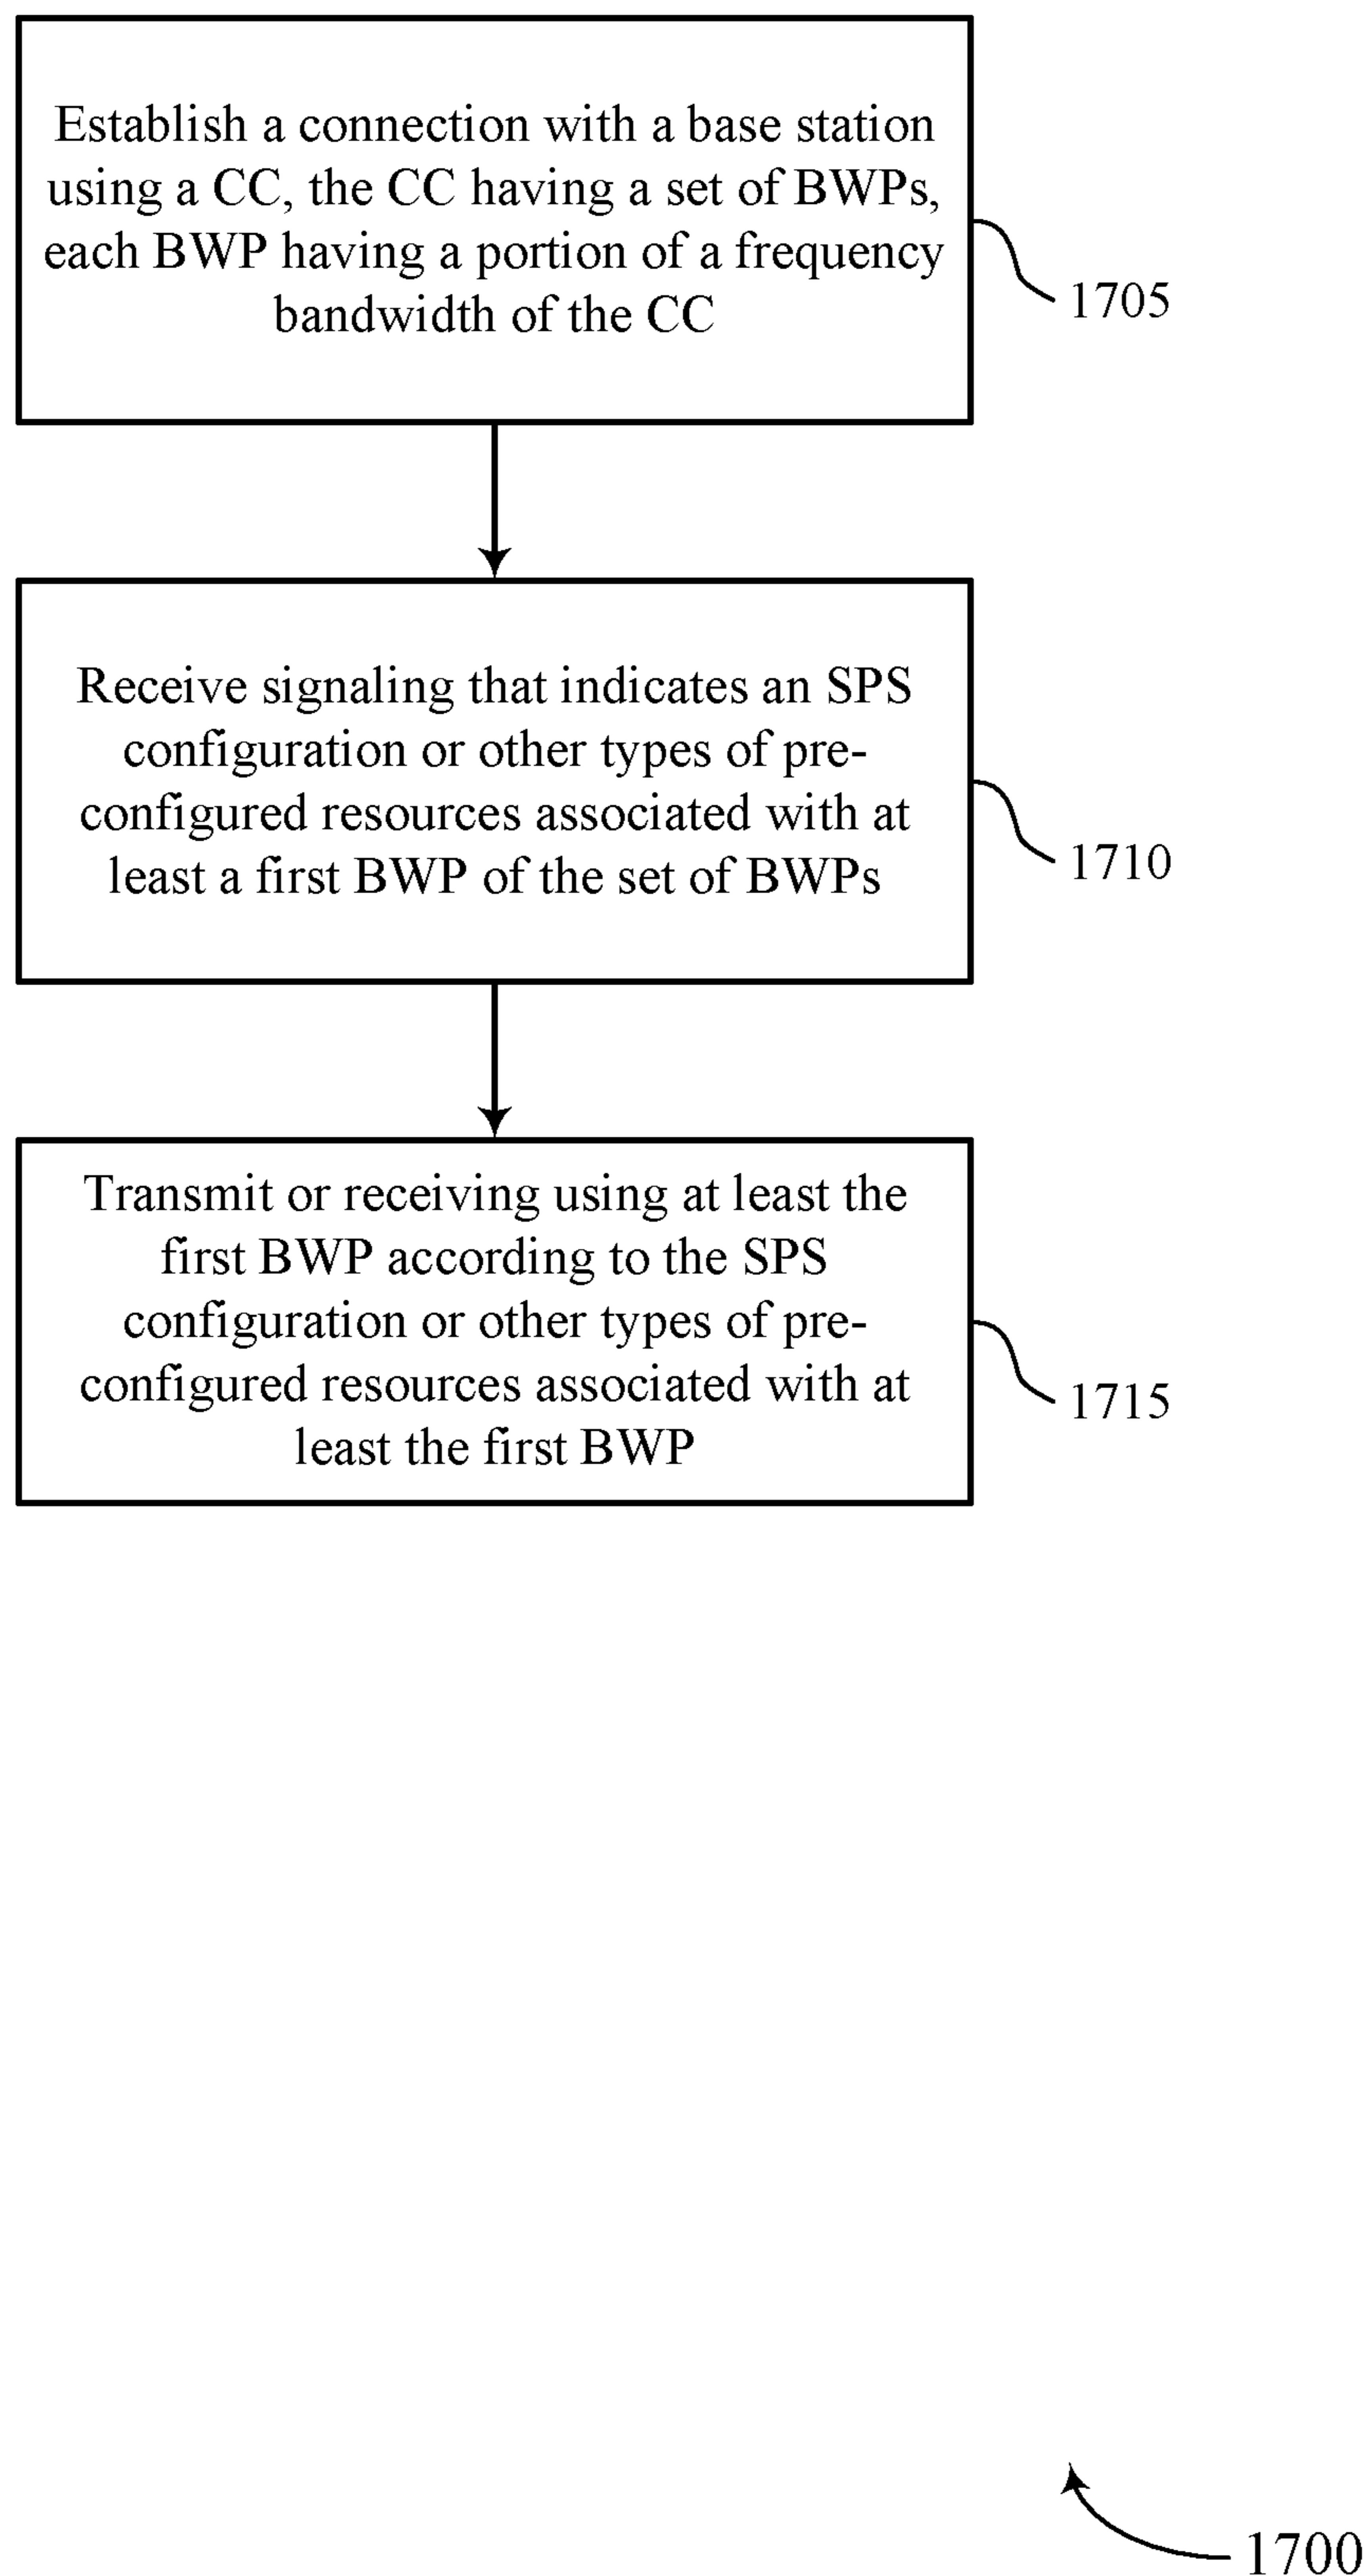 Establish a connection with a base station
using a CC, the CC having a set of BWPs,
each BWP having a portion of a frequency
bandwidth of the CC
1705
Receive signaling that indicates an SPS
configuration or other types of pre-
configured resources associated with at
least a first BWP of the set of BWPs
1710
Transmit or receiving using at least the
first BWP according to the SPS
configuration or other types of pre-
configured resources associated with at
least the first BWP
1715
1700